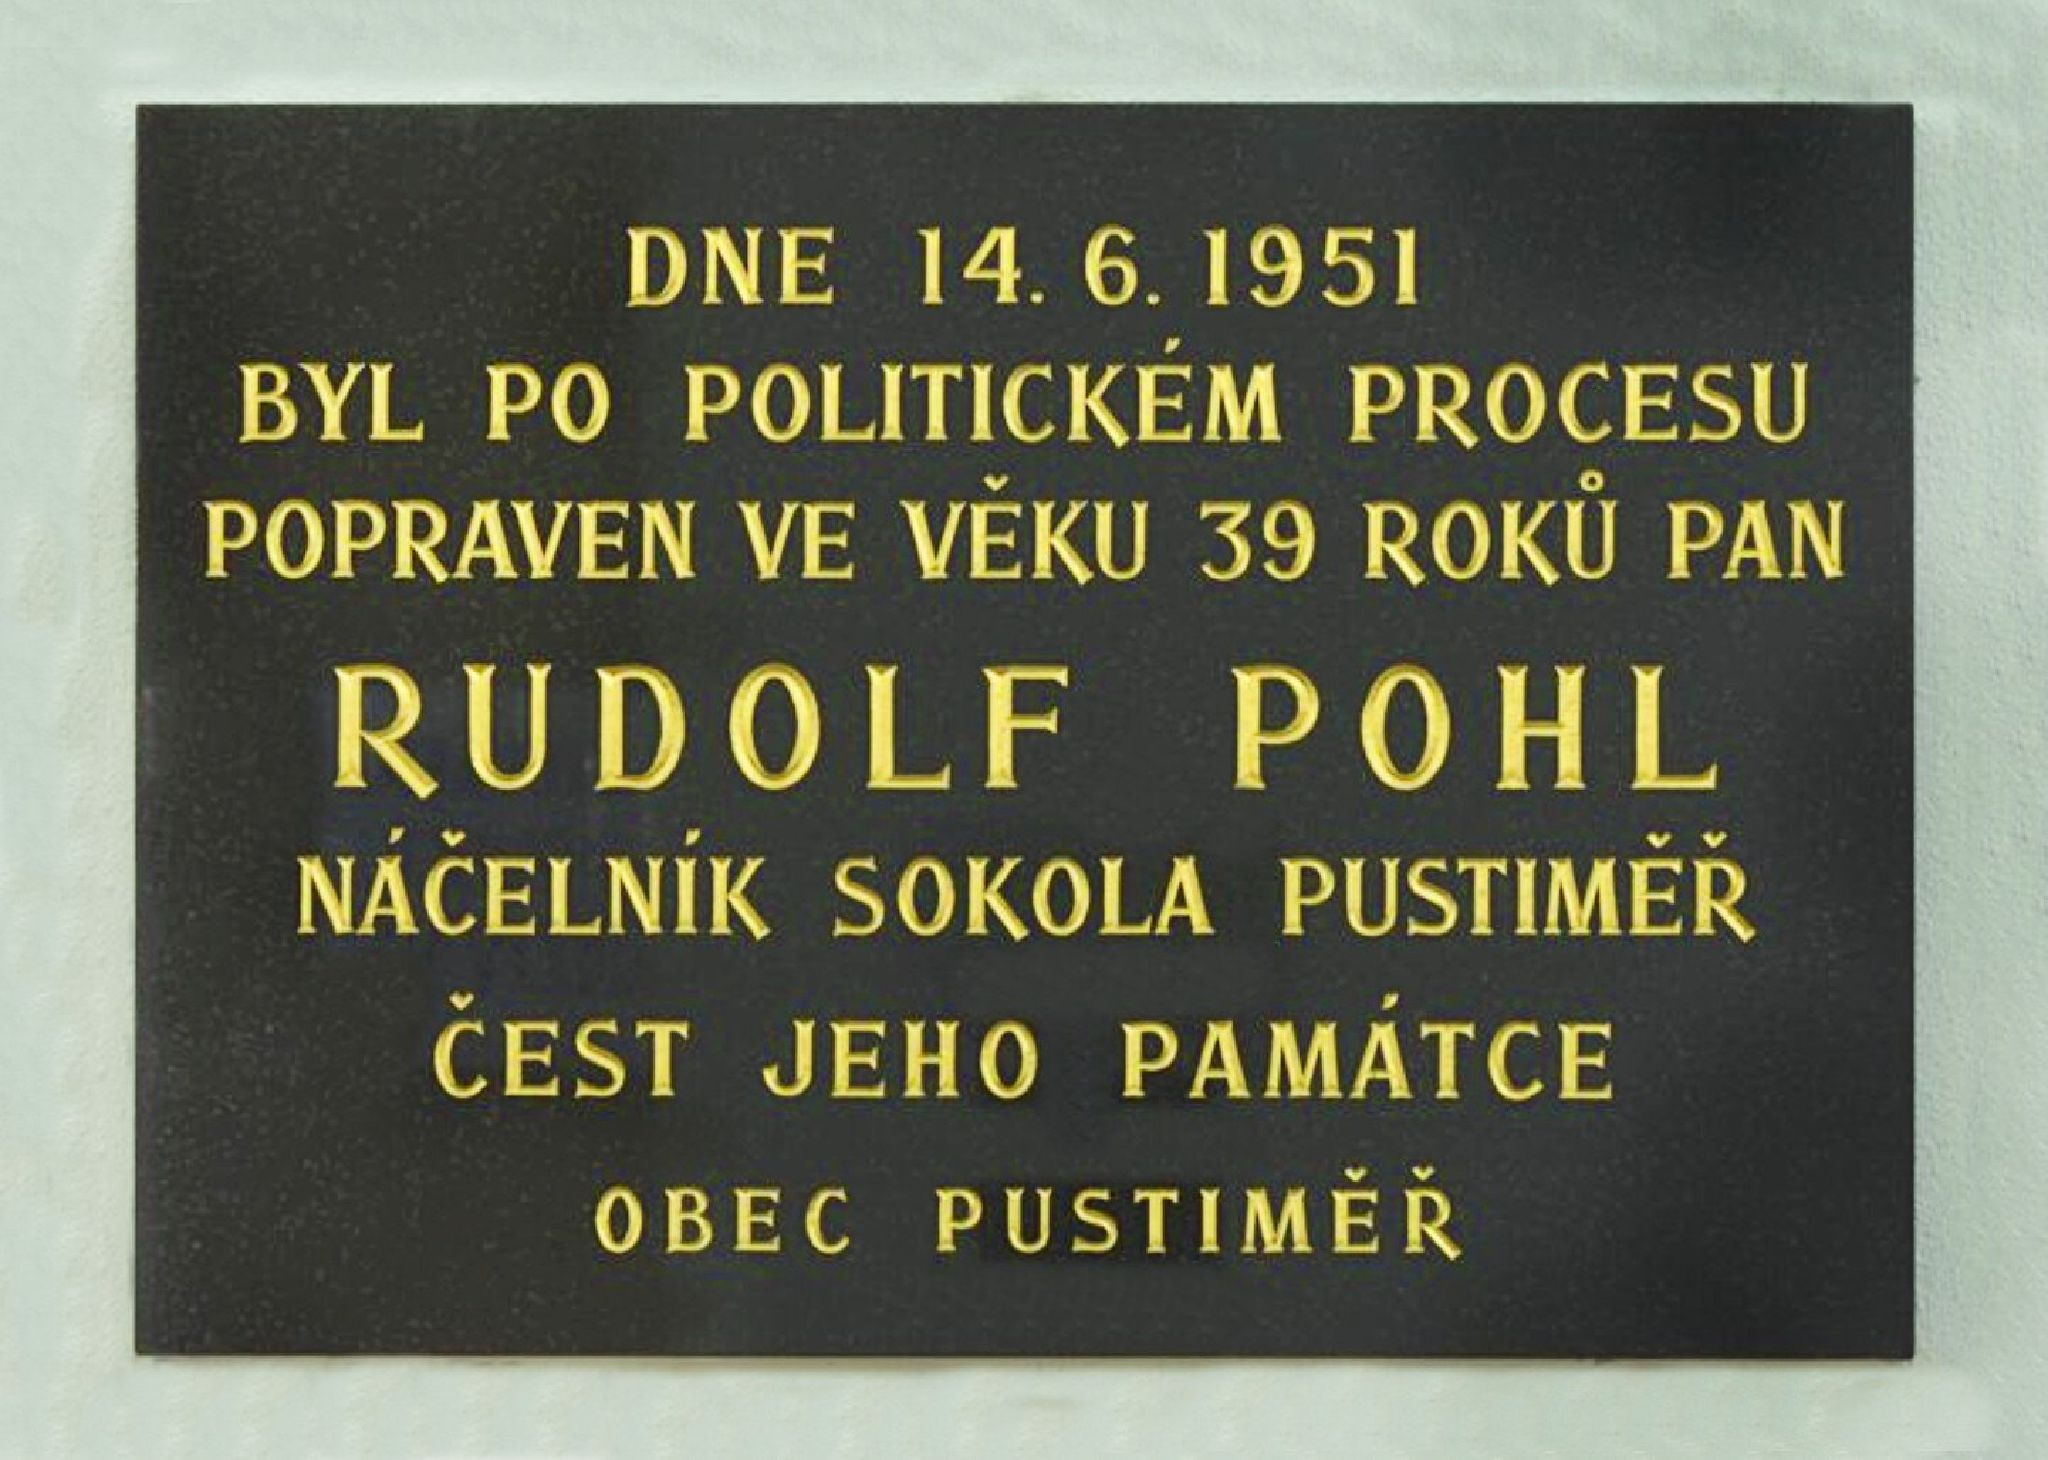 DNE 14. 6. 1951
BYL PO POLITICKÉM PROCESU
POPRAVEN VE VĚKU 39 ROKŮ PAN
RUDOLF POHL
NÁČELNÍK SOKOLA PUSTIMĚŘ
ČEST JEHO PAMÁTCE
OBEC PUSTIMĚŘ